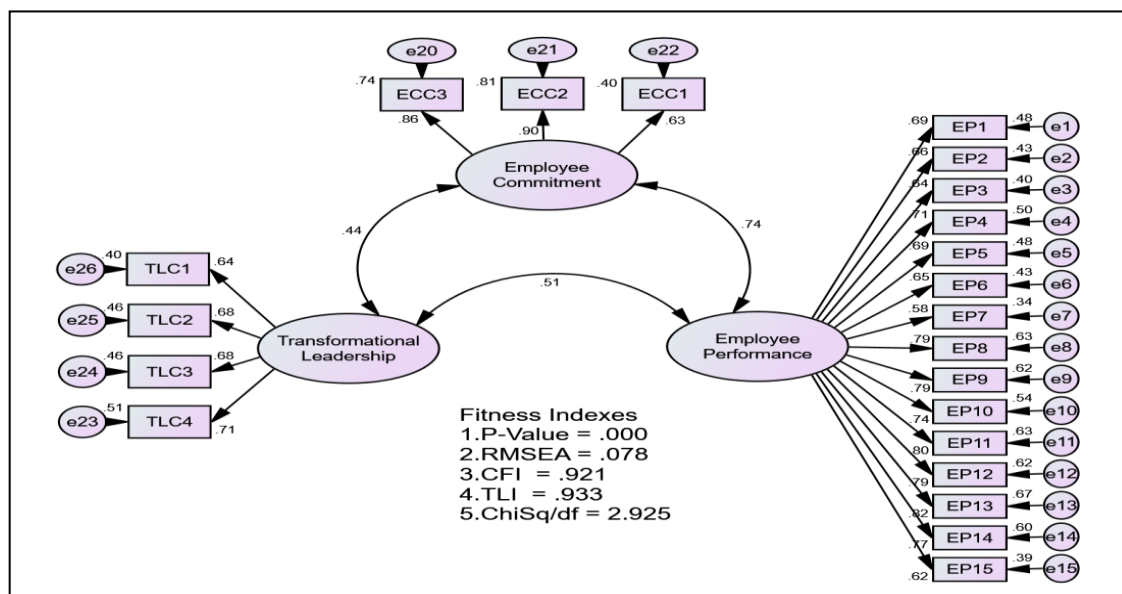 e20 e21 e22
.74 .81 .40
ECC3 ECC2 ECC1
.86 .90 .63
Employee
Commitment
.44
.74
.51
e26 .40 TLC1 .64
e25 .46 TLC2 .68
e24 .46 TLC3 .68
e23 .51 TLC4 .71
Transformational
Leadership
Employee
Performance
.69 EP1 .48 e1
.66 EP2 .43 e2
.64 EP3 .40 e3
.71 EP4 .50 e4
.69 EP5 .48 e5
.65 EP6 .43 e6
.58 EP7 .34 e7
.79 EP8 .63 e8
.79 EP9 .62 e9
.74 EP10 .54 e10
.80 EP11 .63 e11
.79 EP12 .62 e12
.82 EP13 .67 e13
.77 EP14 .60 e14
.62 EP15 .39 e15
Fitness Indexes
1.P-Value = .000
2.RMSEA = .078
3.CFI = .921
4.TLI = .933
5.ChiSq/df = 2.925